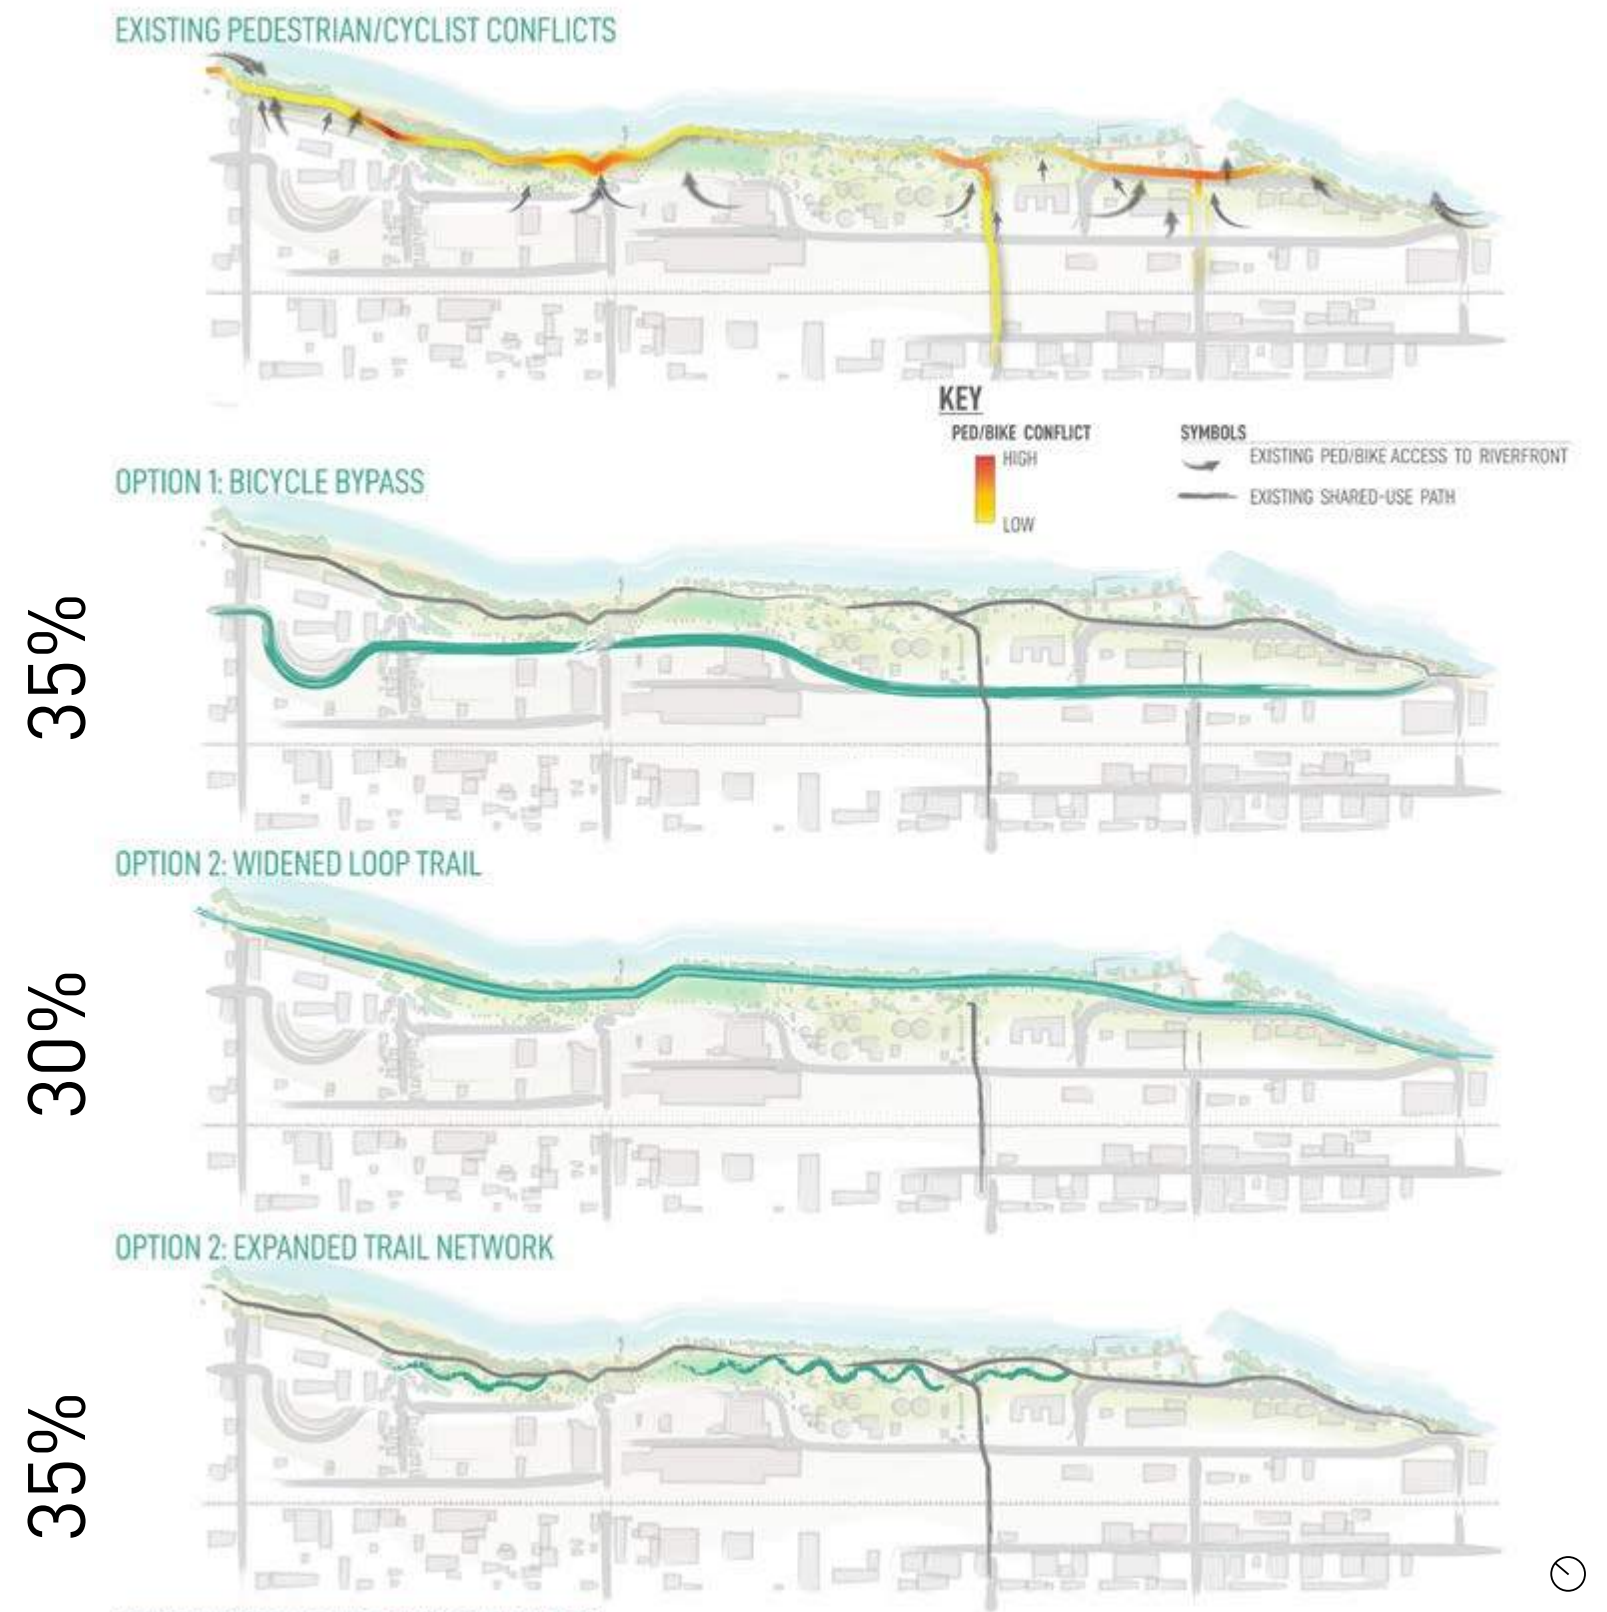 EXISTING PEDESTRIAN/CYCLIST CONFLICTS
KEY
PED/BIKE CONFLICT
HIGH
LOW
SYMBOLS
EXISTING PED/BIKE ACCESS TO RIVERFRONT
EXISTING SHARED-USE PATH
OPTION 1: BICYCLE BYPASS
35%
OPTION 2: WIDENED LOOP TRAIL
30%
OPTION 2: EXPANDED TRAIL NETWORK
35%